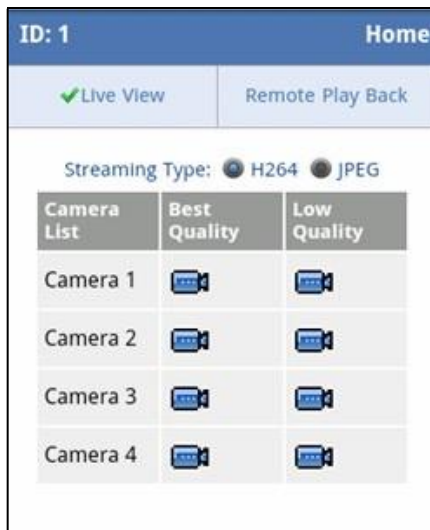 ID: 1 Home
Live View Remote Play Back
Streaming Type: H264 JPEG
Camera List Best Quality Low Quality
Camera 1
Camera 2
Camera 3
Camera 4